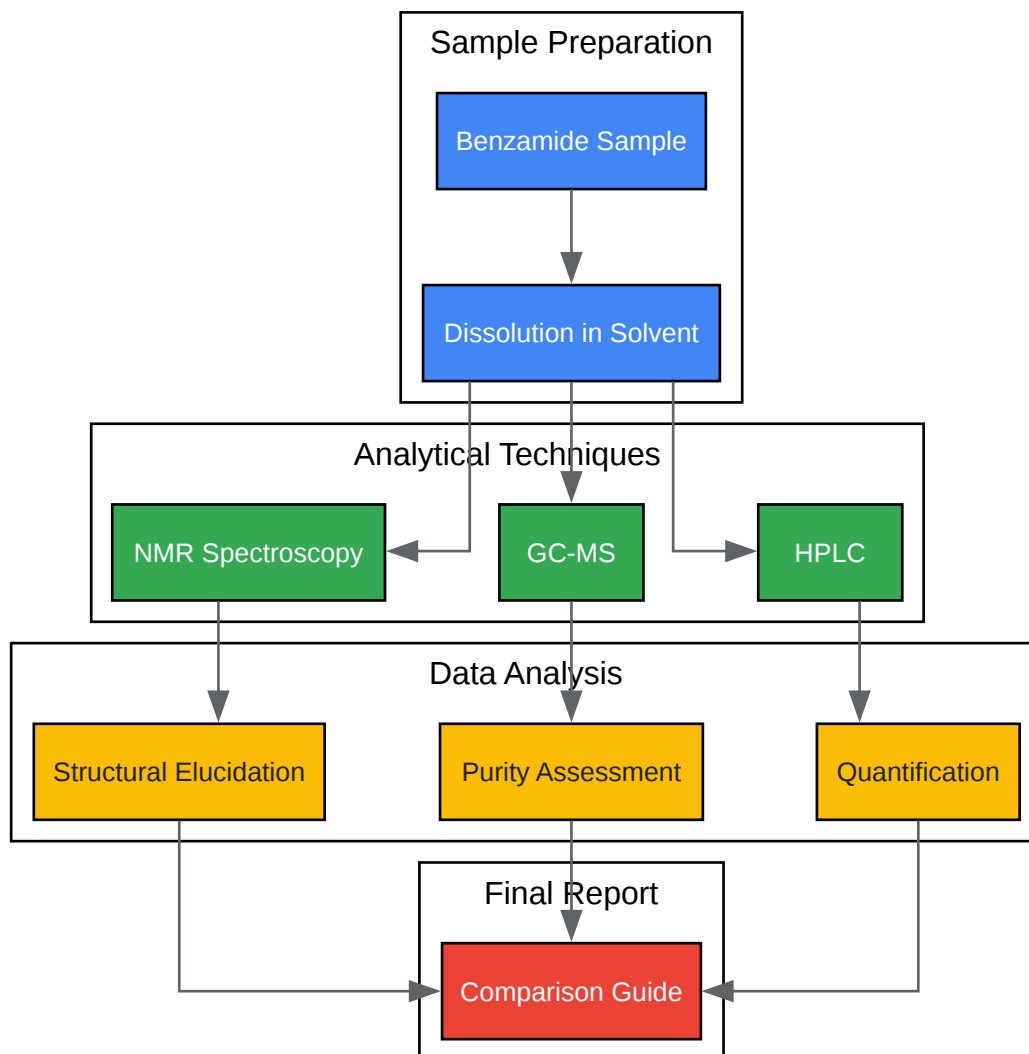 Sample Preparation
Benzamide Sample
Dissolution in Solvent
Analytical Techniques
NMR Spectroscopy
GC-MS
HPLC
Data Analysis
Structural Elucidation
Purity Assessment
Quantification
Final Report
Comparison Guide